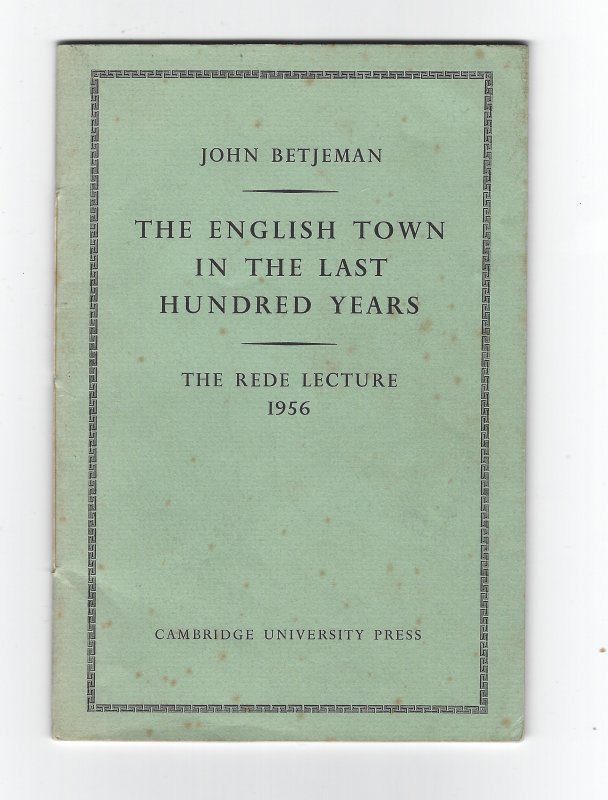 JOHN BETJEMAN
THE ENGLISH TOWN
IN THE LAST
HUNDRED YEARS
THE REDE LECTURE
1956
CAMBRIDGE UNIVERSITY PRESS